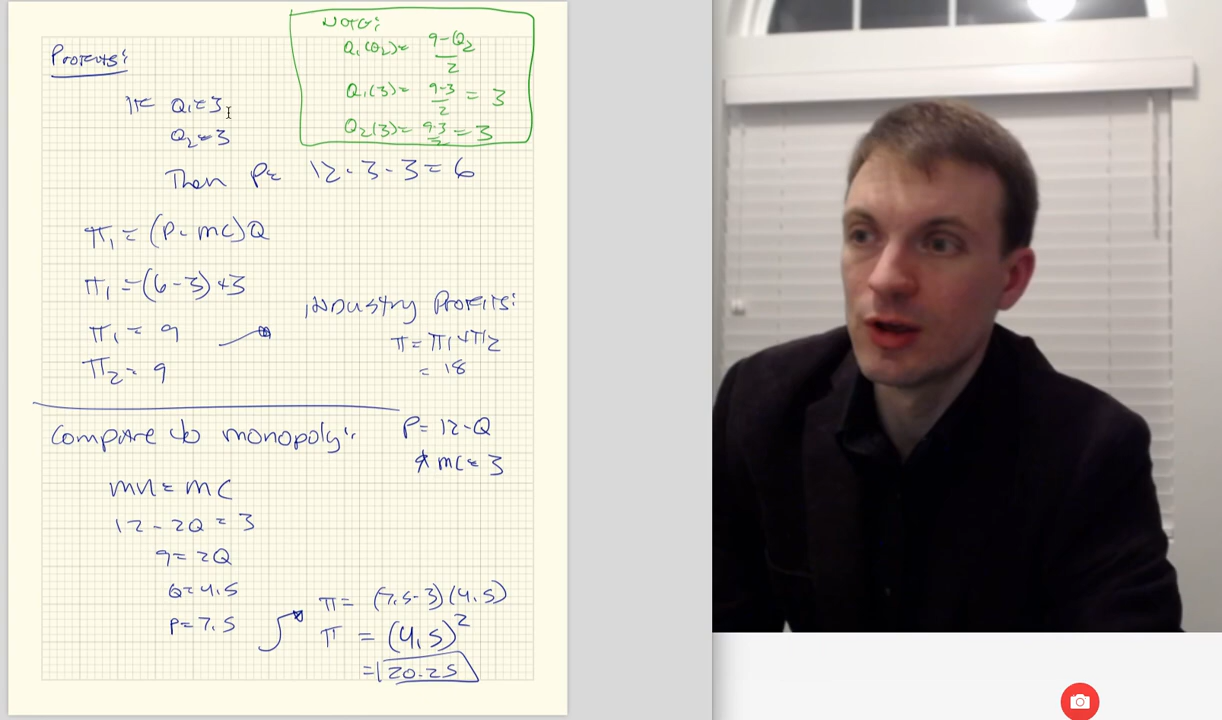 Profits:
NOTE:
Q₁(Q₂)= (9-Q₂)/2
Q₁(3)= (9-3)/2 = 3
Q₂(3)= (9-3)/2 = 3
IF Q₁=3
Q₂=3
Then P= 12-3-3=6
π₁=(P-MC)Q
π₁=(6-3)*3
π₁= 9
π₂= 9
Industry Profits:
π=π₁+π₂
= 18
Compare to monopoly:
P= 12-Q
& MC= 3
MR=MC
12-2Q = 3
9=2Q
Q=4.5
P=7.5
π= (7.5-3)(4.5)
π = (4.5)²
= 20.25